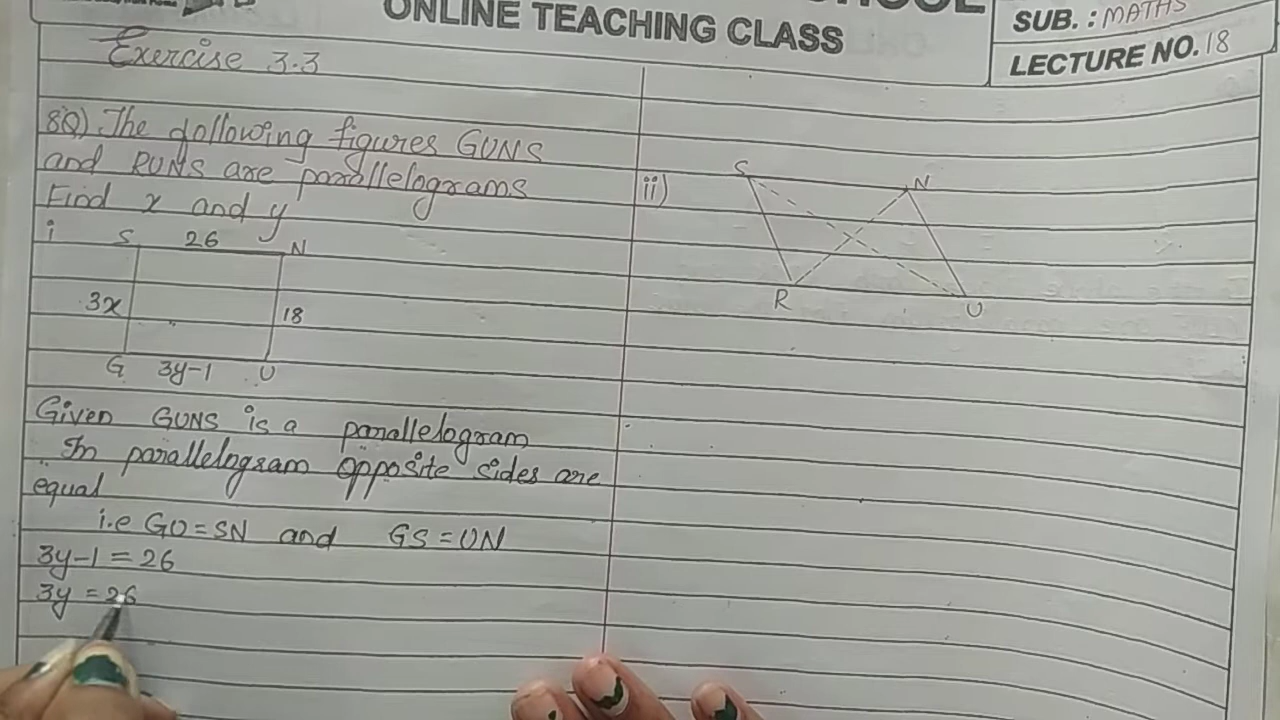 ONLINE TEACHING CLASS
SUB. : MATHS
LECTURE NO. 18
Exercise 3.3
8Q) The following figures GUNS
and RUNS are parallelograms
Find x and y
i S 26 N
3x 18
G 3y-1 U
Given GUNS is a parallelogram
In parallelogram opposite sides are
equal
i.e GU = SN and GS = UN
3y-1 = 26
3y = 26
ii) S N
R U